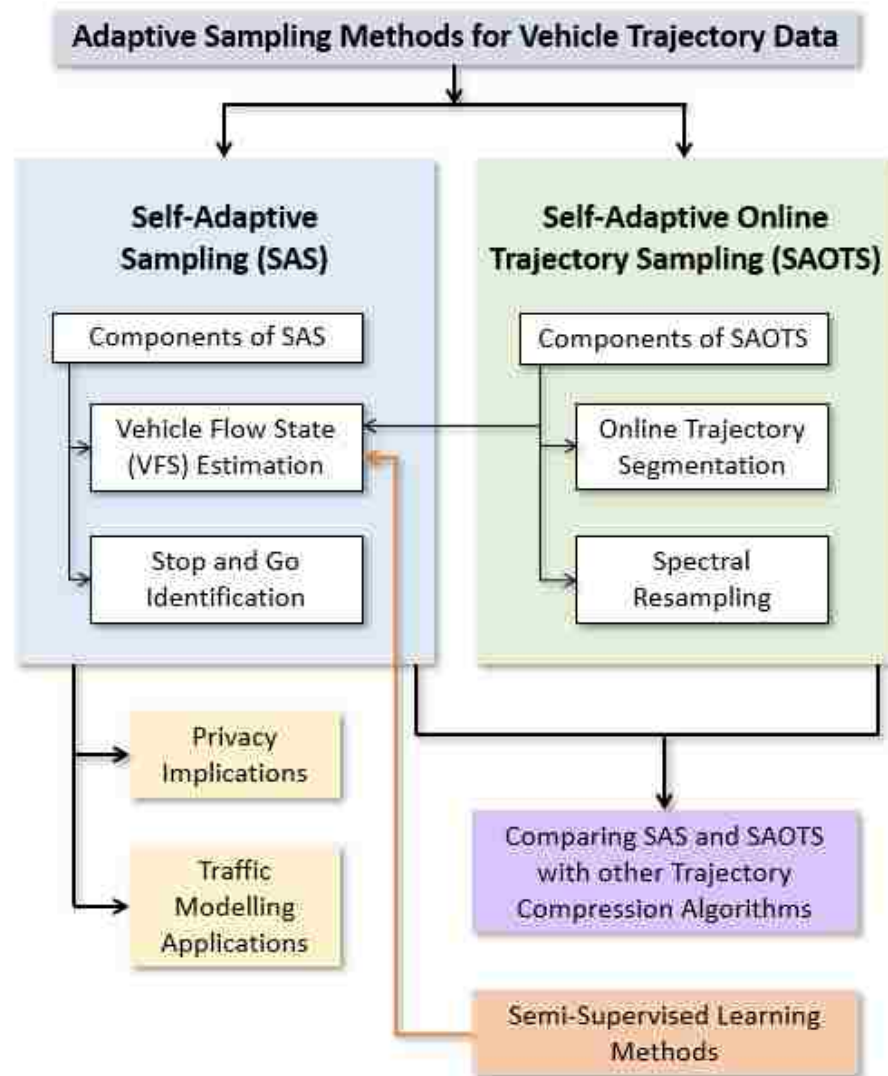 Adaptive Sampling Methods for Vehicle Trajectory Data
Self-Adaptive
Sampling (SAS)
Components of SAS
Vehicle Flow State
(VFS) Estimation
Stop and Go
Identification
Self-Adaptive Online
Trajectory Sampling (SAOTS)
Components of SAOTS
Online Trajectory
Segmentation
Spectral
Resampling
Privacy
Implications
Traffic
Modelling
Applications
Comparing SAS and SAOTS
with other Trajectory
Compression Algorithms
Semi-Supervised Learning
Methods